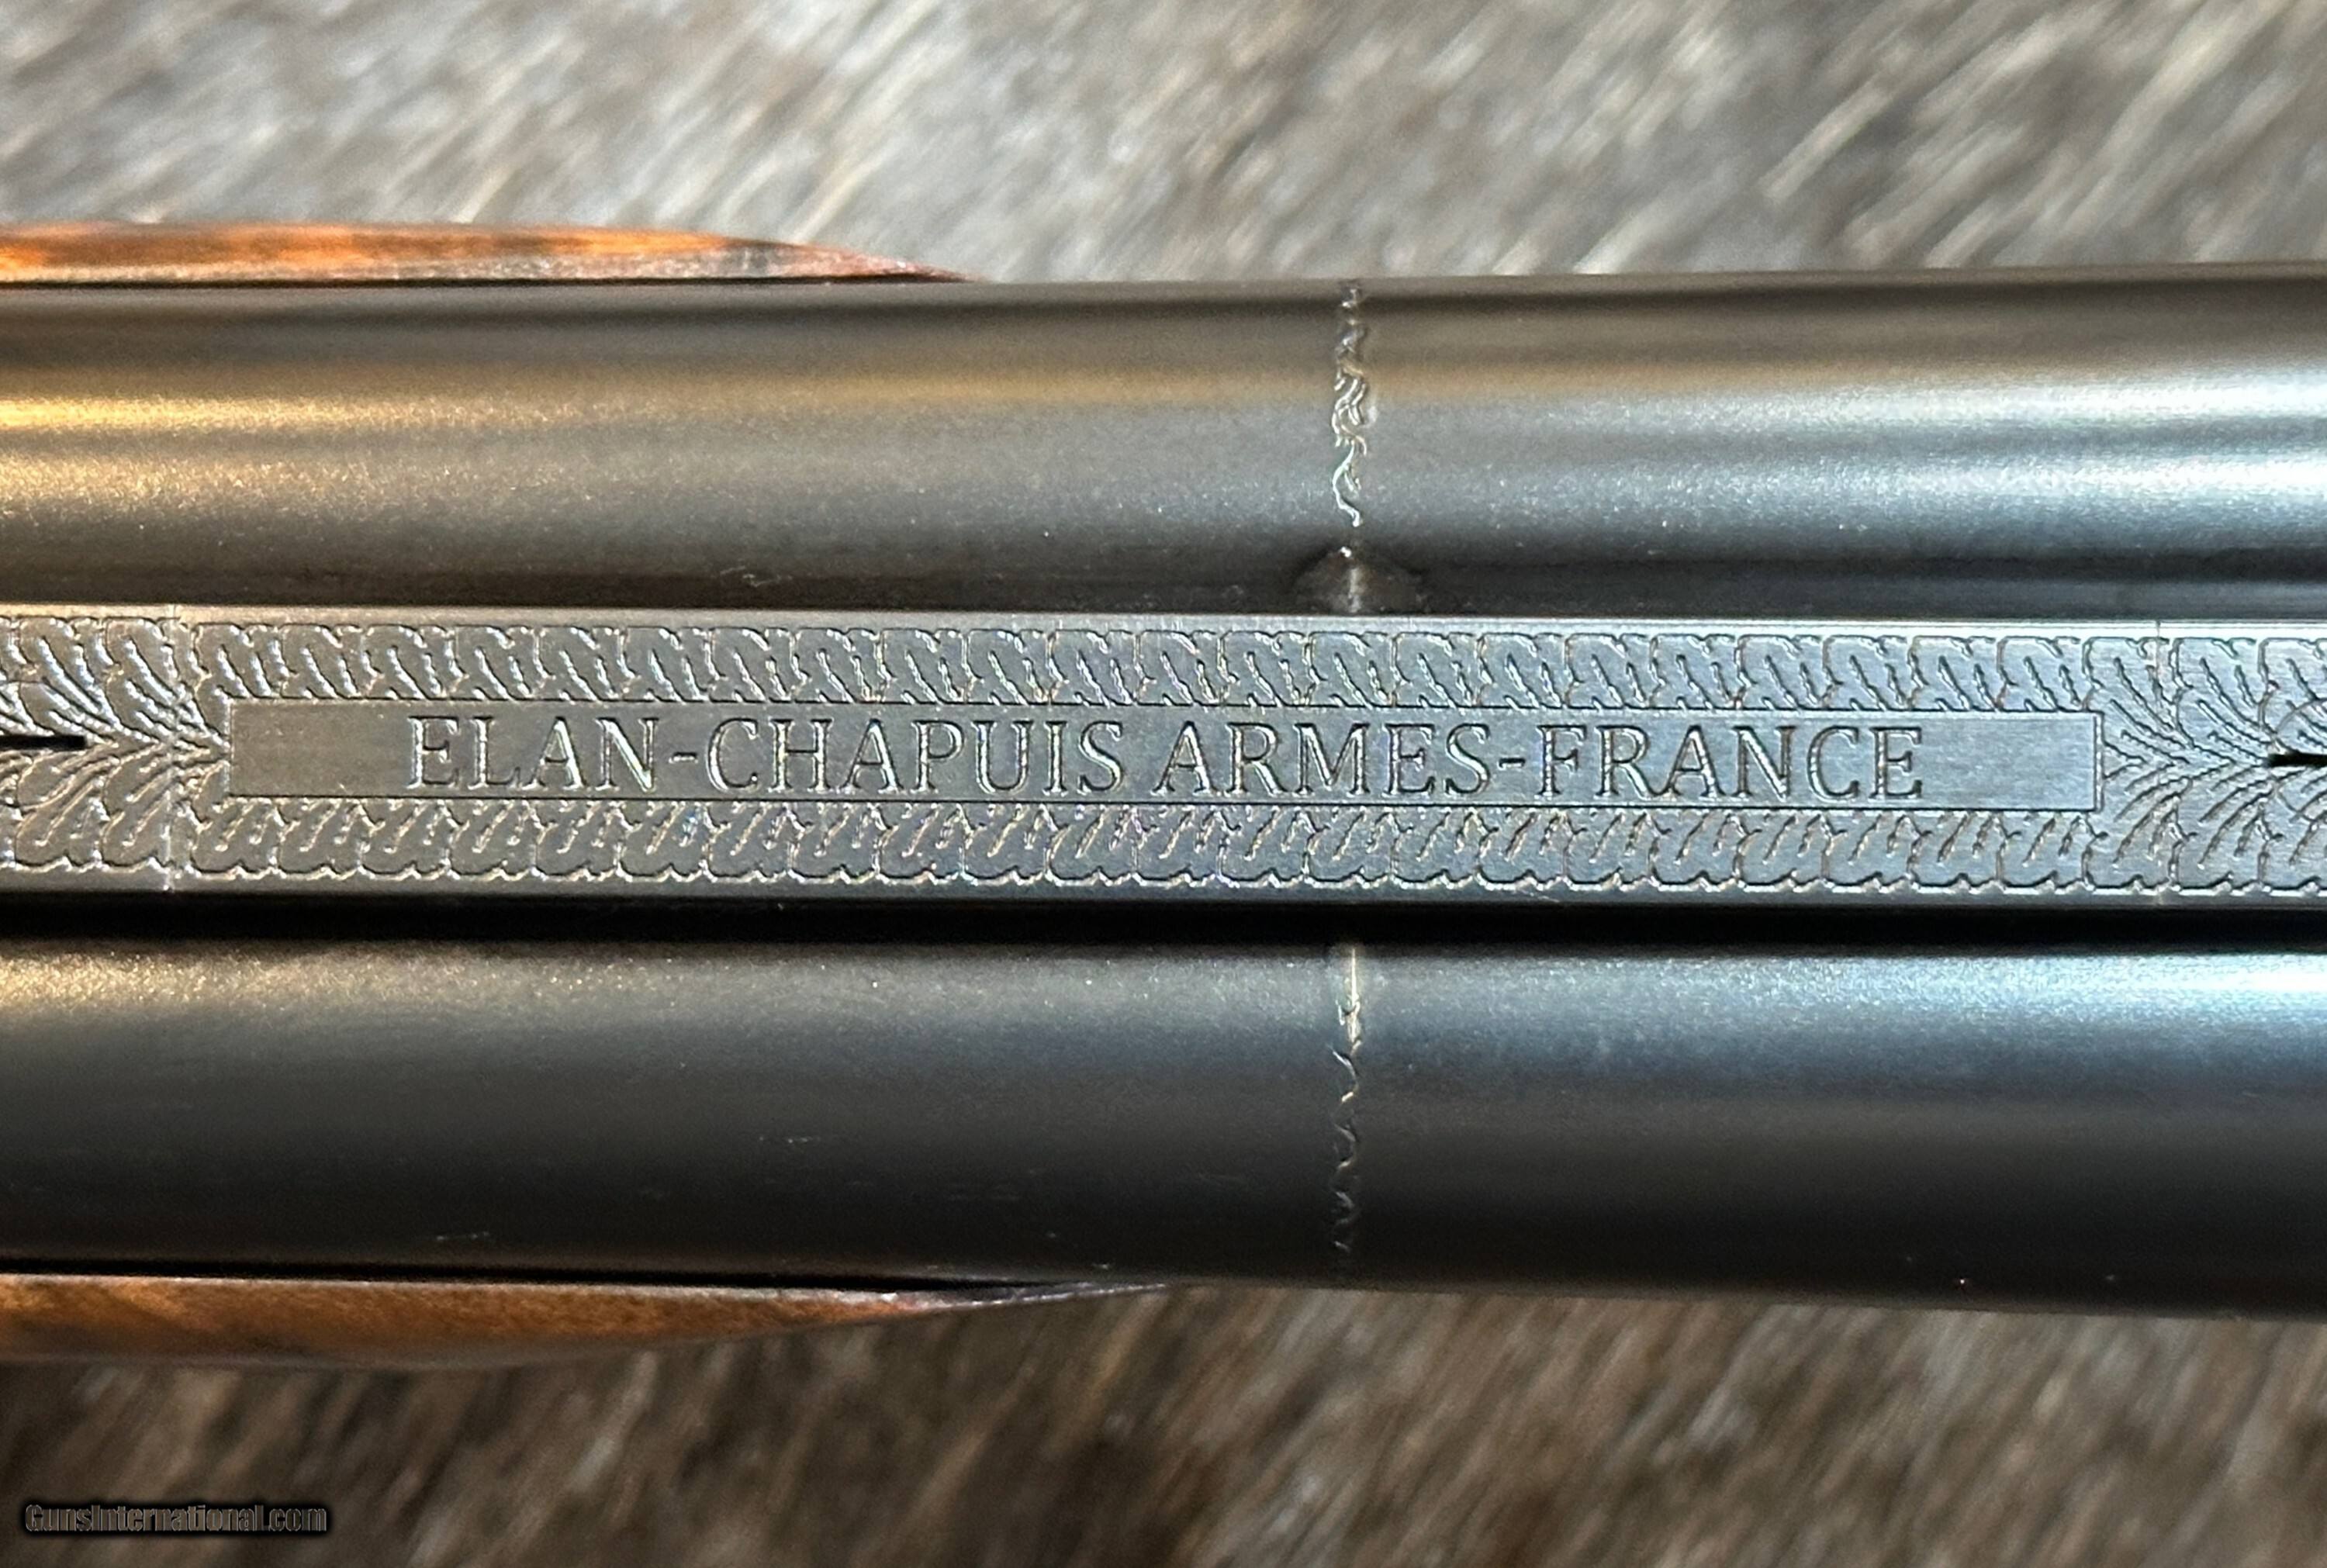 ELAN-CHAPUIS ARMES-FRANCE
GunsInternational.com